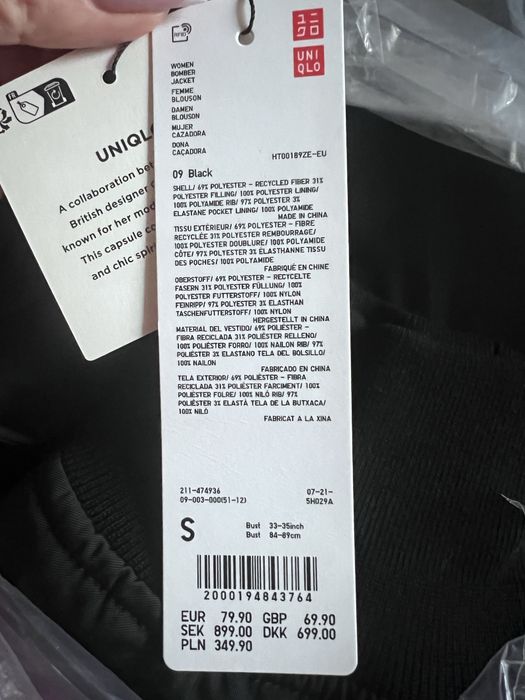 RFID
ユニ
クロ
UNI
QLO
WOMEN
BOMBER
JACKET
FEMME
BLOUSON
DAMEN
BLOUSON
MUJER
CAZADORA
DONA
CAÇADORA
HT00189ZE-EU
09 Black
SHELL/ 69% POLYESTER - RECYCLED FIBER 31%
POLYESTER FILLING/ 100% POLYESTER LINING/
100% POLYAMIDE RIB/ 97% POLYESTER 3%
ELASTANE POCKET LINING/ 100% POLYAMIDE
MADE IN CHINA
TISSU EXTÉRIEUR/ 69% POLYESTER - FIBRE
RECYCLÉE 31% POLYESTER REMBOURRAGE/
100% POLYESTER DOUBLURE/ 100% POLYAMIDE
CÔTE/ 97% POLYESTER 3% ÉLASTHANNE TISSU
DES POCHES/ 100% POLYAMIDE
FABRIQUÉ EN CHINE
OBERSTOFF/ 69% POLYESTER - RECYCELTE
FASERN 31% POLYESTER FÜLLUNG/ 100%
POLYESTER FUTTERSTOFF/ 100% NYLON
FEINRIPP/ 97% POLYESTER 3% ELASTHAN
TASCHENFUTTERSTOFF/ 100% NYLON
HERGESTELLT IN CHINA
MATERIAL DEL VESTIDO/ 69% POLIÉSTER -
FIBRA RECICLADA 31% POLIÉSTER RELLENO/
100% POLIÉSTER FORRO/ 100% NAILON RIB/ 97%
POLIÉSTER 3% ELASTANO TELA DEL BOLSILLO/
100% NAILON
FABRICADO EN CHINA
TELA EXTERIOR/ 69% POLIÈSTER - FIBRA
RECICLADA 31% POLIÈSTER FARCIMENT/ 100%
POLIÈSTER FOLRE/ 100% NILÓ RIB/ 97%
POLIÈSTER 3% ELASTÀ TELA DE LA BUTXACA/
100% NILÓ
FABRICAT A LA XINA
211-474936 07-21-
09-003-000(51-12) 5H029A
S
Bust 33-35inch
Bust 84-89cm
2000194843764
EUR 79.90 GBP 69.90
SEK 899.00 DKK 699.00
PLN 349.90
UNIQL
A collaboration be
British designer
known for her mod
This capsule co
and chic spir